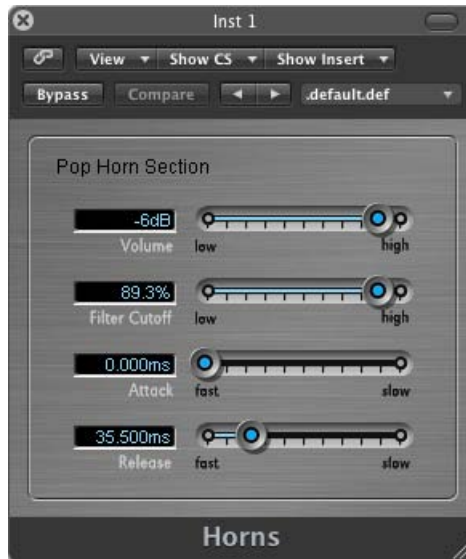 Inst 1
View Show CS Show Insert
Bypass Compare .default.def
Pop Horn Section
-6dB
Volume low high
89.3%
Filter Cutoff low high
0.000ms
Attack fast slow
35.500ms
Release fast slow
Horns